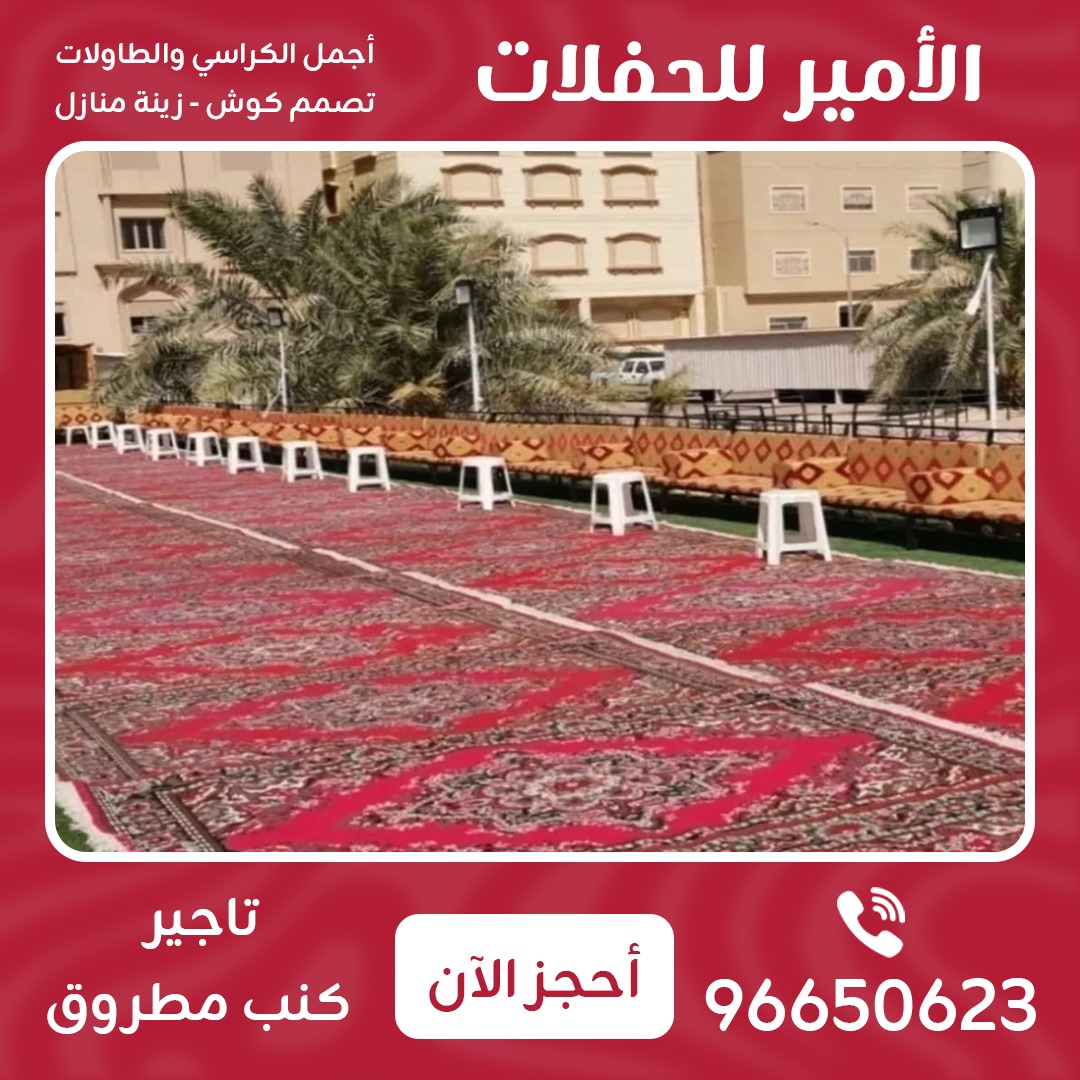 الأمير للحفلات
أجمل الكراسي والطاولات
تصمم كوش - زينة منازل
تاجير
كنب مطروق
أحجز الآن
96650623